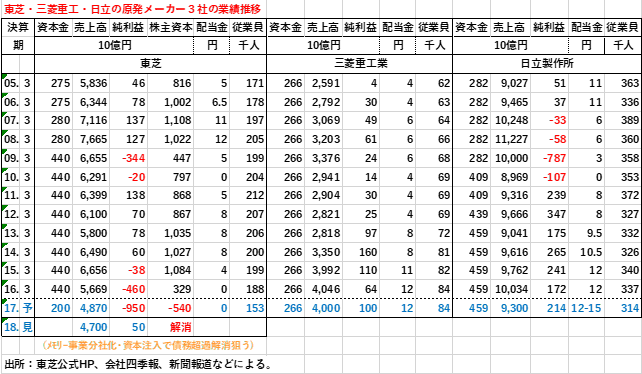 東芝・三菱重工・日立の原発メーカー３社の業績推移
決算 資本金 売上高 純利益 株主資本 配当金 従業員 資本金 売上高 純利益 配当金 従業員 資本金 売上高 純利益 配当金 従業員
期 10億円 円 千人 10億円 円 千人 10億円 円 千人
東芝 三菱重工業 日立製作所
05. 3 275 5,836 46 816 5 171 266 2,591 4 4 62 282 9,027 51 11 363
06. 3 275 6,344 78 1,002 6.5 178 266 2,792 30 4 63 282 9,465 37 11 336
07. 3 280 7,116 137 1,108 11 197 266 3,069 49 6 64 282 10,248 -33 6 389
08. 3 280 7,665 127 1,022 12 205 266 3,203 61 6 66 282 11,227 -58 6 360
09. 3 440 6,655 -344 447 5 199 266 3,376 24 6 68 282 10,000 -787 3 358
10. 3 440 6,291 -20 797 0 204 266 2,941 14 4 69 409 8,969 -107 0 353
11. 3 440 6,399 138 868 5 212 266 2,904 30 4 69 409 9,316 239 8 372
12. 3 440 6,100 70 867 8 207 266 2,821 25 4 69 439 9,666 347 8 327
13. 3 440 5,800 78 1,035 8 206 266 2,818 97 8 72 459 9,041 175 9.5 332
14. 3 440 6,490 60 1,027 8 200 266 3,350 160 8 81 459 9,616 265 10.5 326
15. 3 440 6,656 -38 1,084 4 199 266 3,992 110 11 82 459 9,762 241 12 340
16. 3 440 5,669 -460 329 0 188 266 4,046 64 12 84 459 10,034 172 12 337
17. 予 200 4,870 -950 -540 0 153 266 4,000 100 12 84 459 9,300 214 12-15 314
18. 見 4,700 50 解消
（ﾒﾓﾘｰ事業分社化・資本注入で債務超過解消狙う）
出所：東芝公式HP、会社四季報、新聞報道などによる。